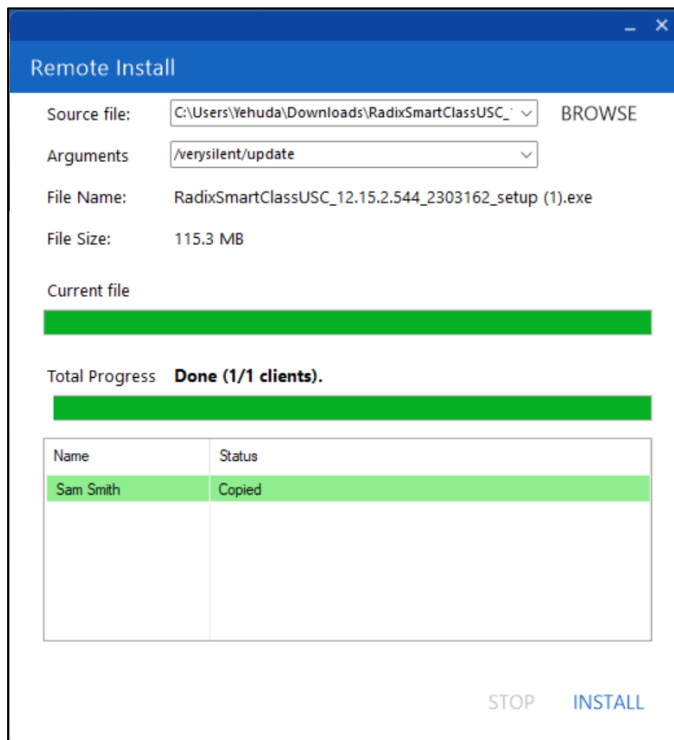 Remote Install
Source file: C:\Users\Yehuda\Downloads\RadixSmartClassUSC_ BROWSE
Arguments /verysilent/update
File Name: RadixSmartClassUSC_12.15.2.544_2303162_setup (1).exe
File Size: 115.3 MB
Current file
Total Progress Done (1/1 clients).
Name Status
Sam Smith Copied
STOP INSTALL